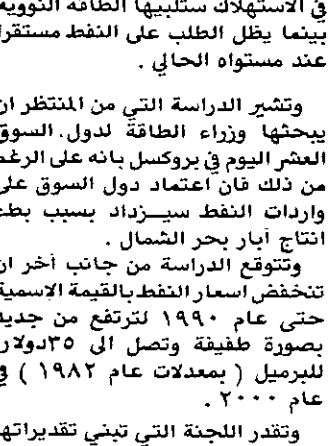 في الاستهلاك ستلبيها الطاقة النووية
بينما يظل الطلب على النفط مستقرا
عند مستواه الحالي .
وتشير الدراسة التي من المنتظر ان
يبحثها وزراء الطاقة لدول السوق
العشر اليوم في بروكسل بانه على الرغم
من ذلك فان اعتماد دول السوق على
واردات النفط سيزداد بسبب بطء
انتاج آبار بحر الشمال .
وتتوقع الدراسة من جانب آخر ان
تنخفض اسعار النفط بالقيمة الاسمية
حتى عام ١٩٩٠ لترتفع من جديد
بصورة طفيفة وتصل الى ٣٥دولار
للبرميل ( بمعدلات عام ١٩٨٢ ) في
عام ٢٠٠٠ .
وتقدر اللجنة التي تبني تقديراتها